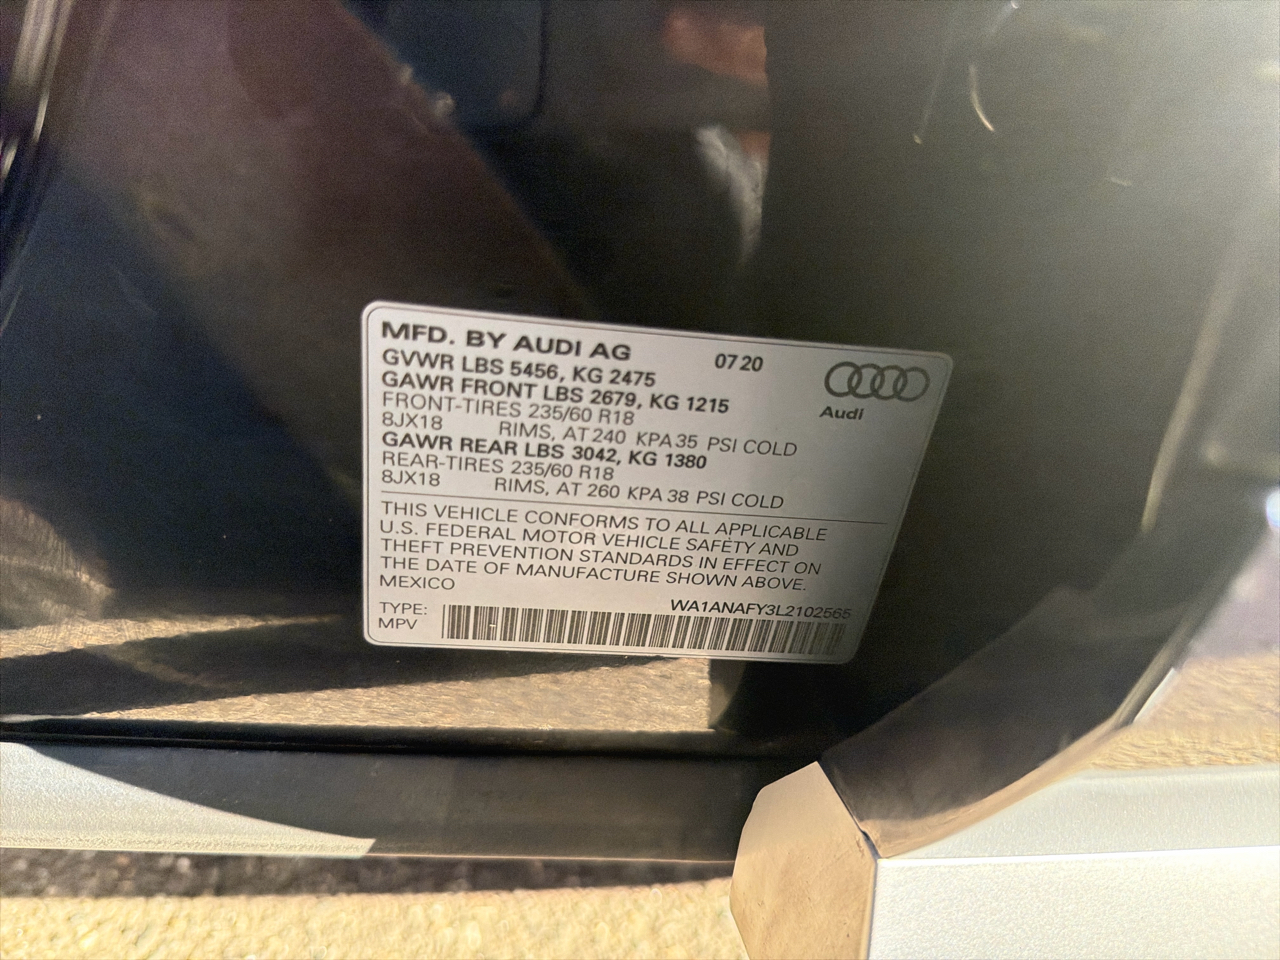 MFD. BY AUDI AG 07 20
GVWR LBS 5456, KG 2475
GAWR FRONT LBS 2679, KG 1215
FRONT-TIRES 235/60 R18
8JX18 RIMS, AT 240 KPA 35 PSI COLD
GAWR REAR LBS 3042, KG 1380
REAR-TIRES 235/60 R18
8JX18 RIMS, AT 260 KPA 38 PSI COLD
Audi
THIS VEHICLE CONFORMS TO ALL APPLICABLE
U.S. FEDERAL MOTOR VEHICLE SAFETY AND
THEFT PREVENTION STANDARDS IN EFFECT ON
THE DATE OF MANUFACTURE SHOWN ABOVE.
MEXICO
WA1ANAFY3L2102565
TYPE:
MPV